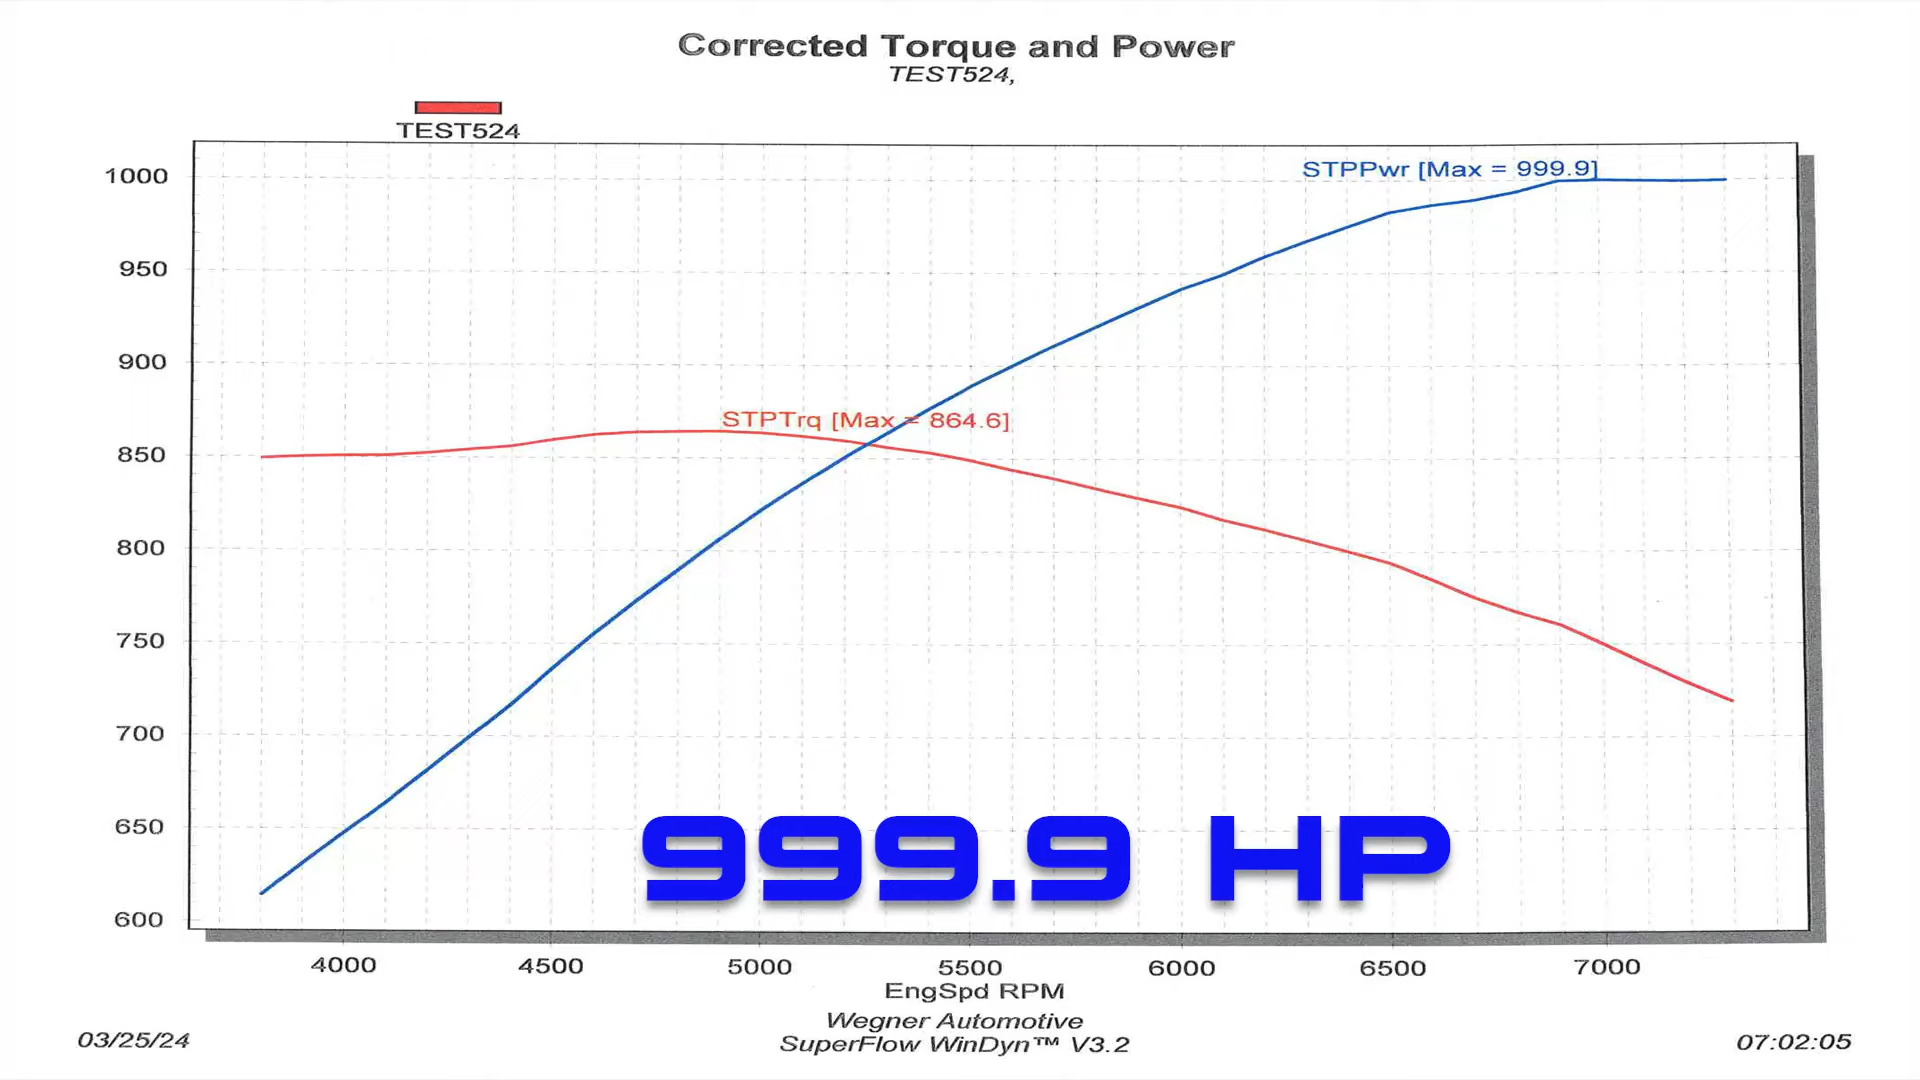 Corrected Torque and Power
TEST524,
TEST524
STPPwr [Max = 999.9]
STPTrq [Max = 864.6]
1000
950
900
850
800
750
700
650
600
999.9 HP
4000 4500 5000 5500 6000 6500 7000
EngSpd RPM
Wegner Automotive
03/25/24
SuperFlow WinDyn™ V3.2
07:02:05